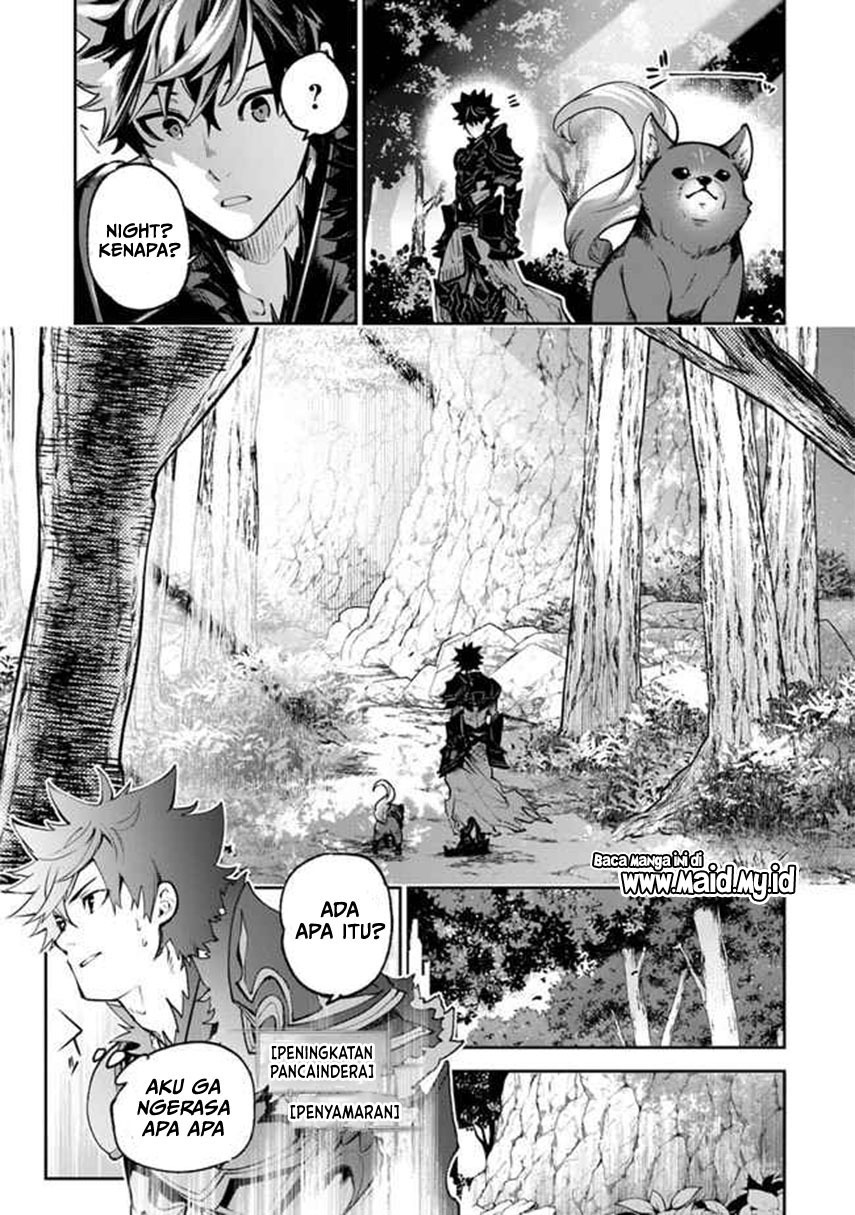 ?
NIGHT?
KENAPA?
Baca Manga ini di
www.Maid.my.id
ADA
APA ITU?
[PENINGKATAN
PANCAINDERA]
[PENYAMARAN]
AKU GA
NGERASA
APA APA